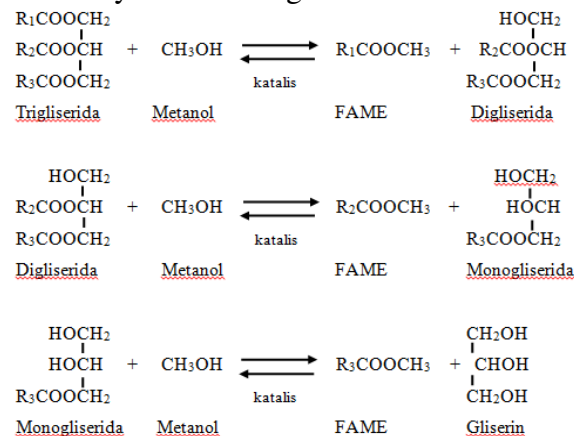 R₁COOCH₂ HOCH₂
R₂COOCH + CH₃OH R₁COOCH₃ + R₂COOCH
R₃COOCH₂ katalis R₃COOCH₂
Trigliserida Metanol FAME Digliserida
HOCH₂ HOCH₂
R₂COOCH + CH₃OH R₂COOCH₃ + HOCH
R₃COOCH₂ katalis R₃COOCH₂
Digliserida Metanol FAME Monogliserida
HOCH₂ CH₂OH
HOCH + CH₃OH R₃COOCH₃ + CHOH
R₃COOCH₂ katalis CH₂OH
Monogliserida Metanol FAME Gliserin